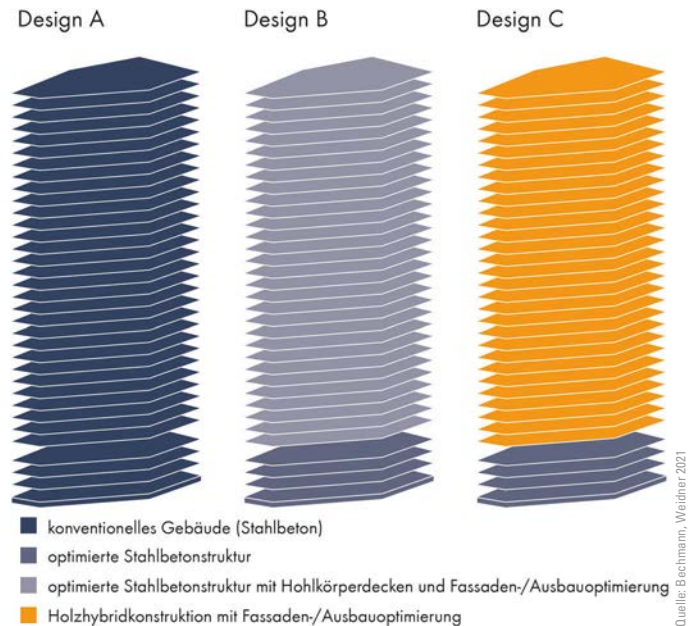 Design A
Design B
Design C
konventionelles Gebäude (Stahlbeton)
optimierte Stahlbetonstruktur
optimierte Stahlbetonstruktur mit Hohlkörperdecken und Fassaden-/Ausbauoptimierung
Holzhybridkonstruktion mit Fassaden-/Ausbauoptimierung
Quelle: Bechmann, Weidner 2021